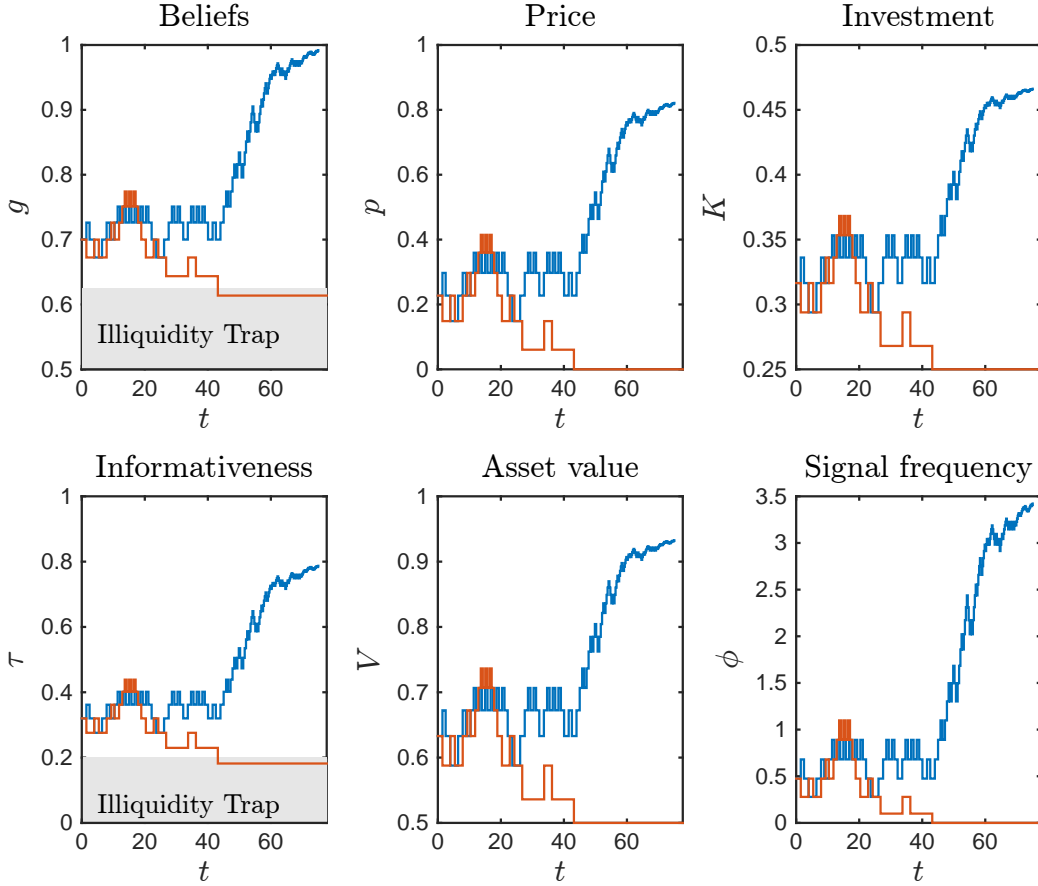 Beliefs
1
0.9
0.8
0.7
0.6
0.5
g
Illiquidity Trap
0 20 40 60
t
Price
1
0.8
0.6
0.4
0.2
0
p
0 20 40 60
t
Investment
0.5
0.45
0.4
0.35
0.3
0.25
K
0 20 40 60
t
Informativeness
1
0.8
0.6
0.4
0.2
0
τ
Illiquidity Trap
0 20 40 60
t
Asset value
1
0.9
0.8
0.7
0.6
0.5
V
0 20 40 60
t
Signal frequency
3.5
3
2.5
2
1.5
1
0.5
0
ϕ
0 20 40 60
t